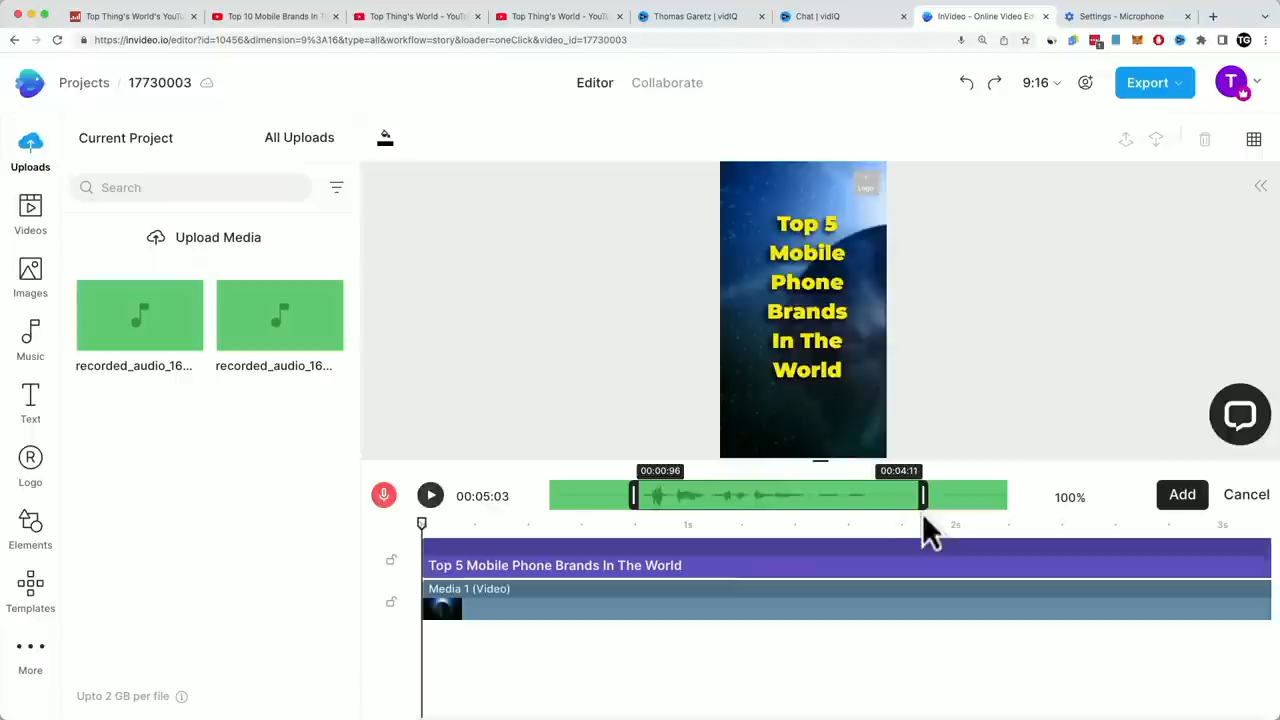 Top Thing's World's YouTu
Top 10 Mobile Brands In T
Top Thing's World - YouTu
Top Thing's World - YouTu
Thomas Garetz | vidIQ
Chat | vidIQ
InVideo - Online Video Ed
Settings - Microphone
https://invideo.io/editor?id=10456&dimension=9%3A16&type=all&workflow=story&loader=oneClick&video_id=17730003
TG
Projects / 17730003
Editor
Collaborate
9:16
Export
T
Current Project
All Uploads
Uploads
Search
Videos
Upload Media
Images
Music
recorded_audio_16...
recorded_audio_16...
Text
Logo
Elements
Templates
More
Upto 2 GB per file
Logo
Top 5
Mobile
Phone
Brands
In The
World
00:00:96
00:04:11
00:05:03
100%
Add
Cancel
1s
2s
3s
Top 5 Mobile Phone Brands In The World
Media 1 (Video)